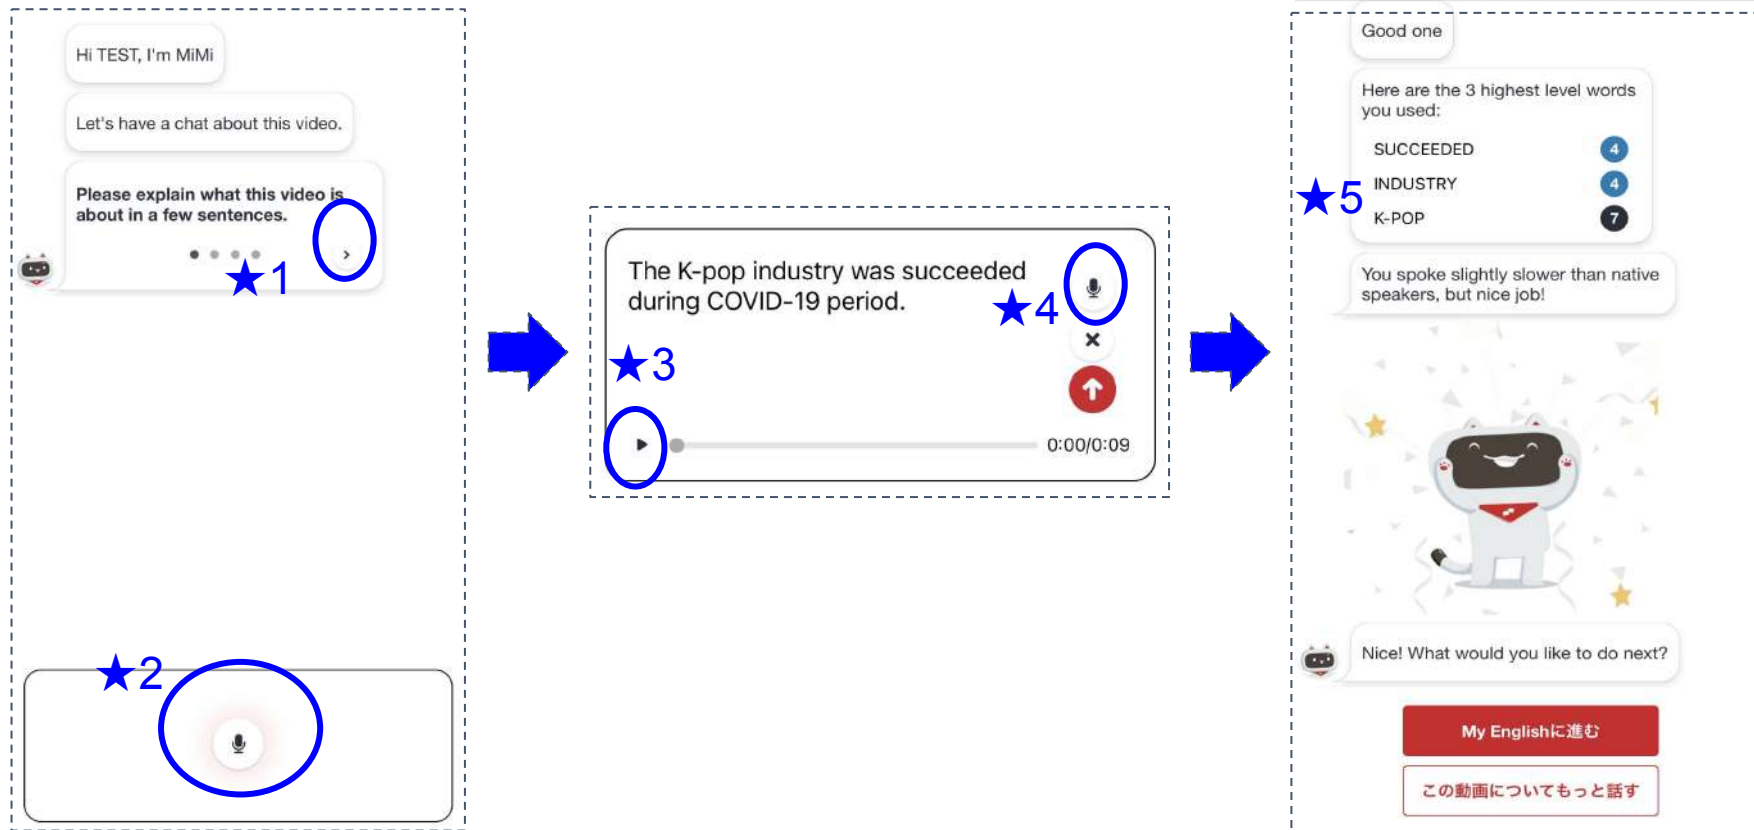 Hi TEST, I'm MiMi
Let's have a chat about this video.
Please explain what this video is
about in a few sentences.
★1
★2
The K-pop industry was succeeded
during COVID-19 period.
★4
★3
0:00/0:09
Good one
Here are the 3 highest level words
you used:
SUCCEEDED 4
INDUSTRY 4
★5
K-POP 7
You spoke slightly slower than native
speakers, but nice job!
Nice! What would you like to do next?
My Englishに進む
この動画についてもっと話す